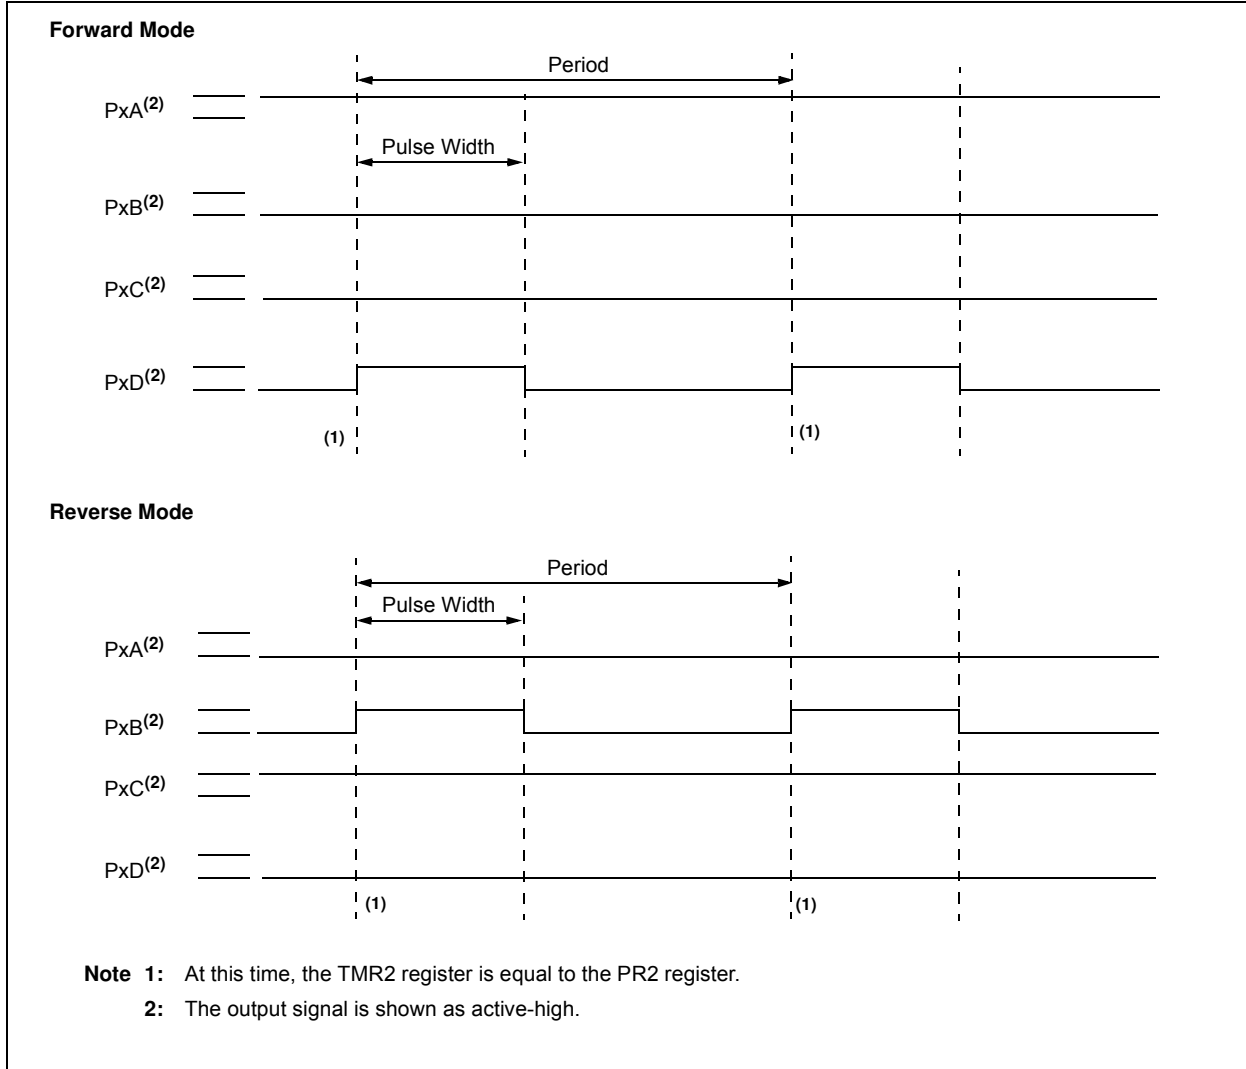 Forward Mode
Period
PxA(2)
Pulse Width
PxB(2)
PxC(2)
PxD(2)
(1)
(1)
Reverse Mode
Period
Pulse Width
PxA(2)
PxB(2)
PxC(2)
PxD(2)
(1)
(1)
Note 1: At this time, the TMR2 register is equal to the PR2 register.
2: The output signal is shown as active-high.